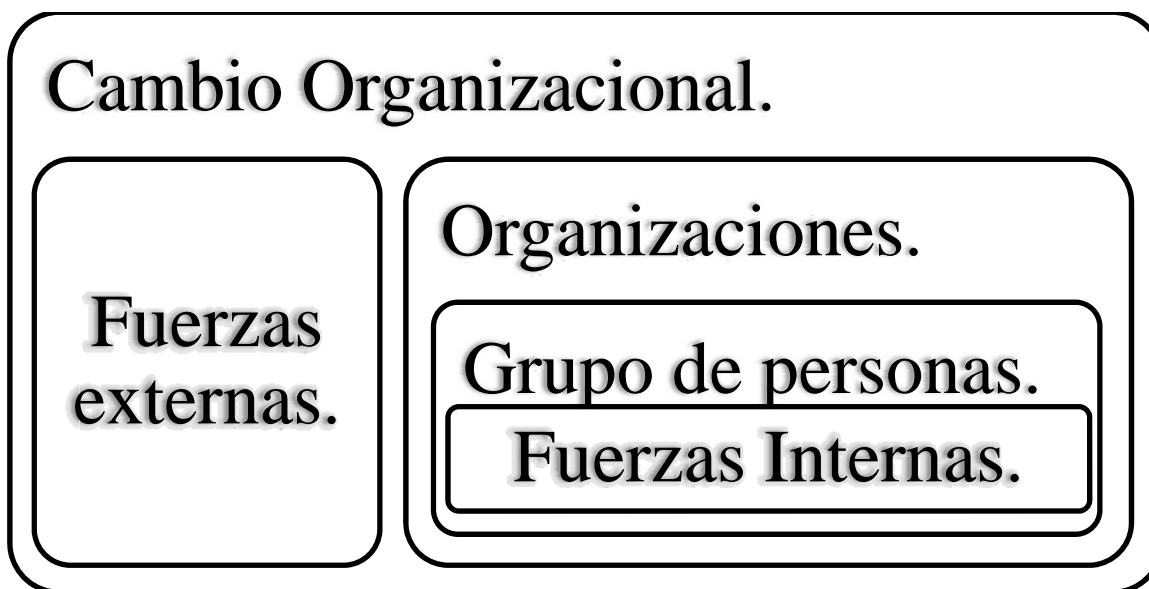 Cambio Organizacional.
Fuerzas
externas.
Organizaciones.
Grupo de personas.
Fuerzas Internas.